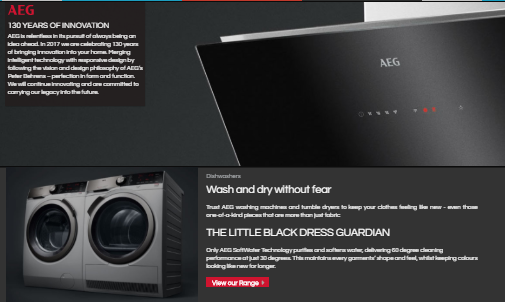 AEG
130 YEARS OF INNOVATION
AEG is relentless in its pursuit of always being an
idea ahead. In 2017 we are celebrating 130 years
of bringing innovation into your home. Merging
intelligent technology with responsive design by
following the vision and design philosophy of AEG's
Peter Behrens – perfection in form and function.
We will continue innovating and are committed to
carrying our legacy into the future.
AEG
Dishwashers
Wash and dry without fear
Trust AEG washing machines and tumble dryers to keep your clothes feeling like new - even those
one-of-a-kind pieces that are more than just fabric
THE LITTLE BLACK DRESS GUARDIAN
Only AEG SoftWater Technology purifies and softens water, delivering 60 degree cleaning
performance at just 30 degrees. This maintains every garments' shape and feel, whilst keeping colours
looking like new for longer.
View our Range >